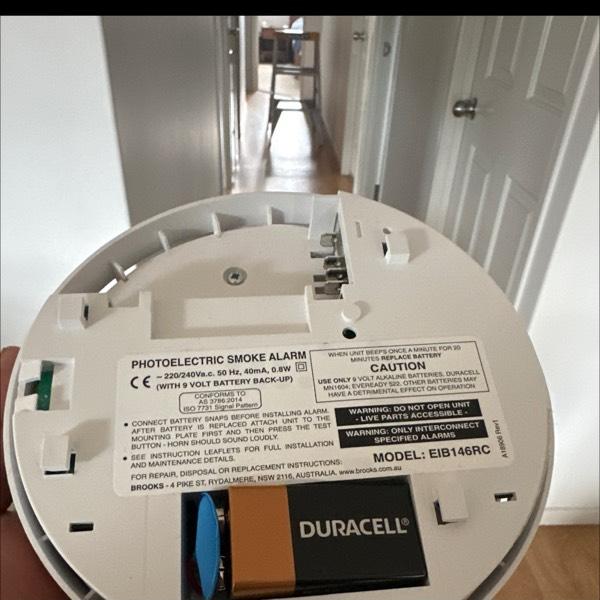 PHOTOELECTRIC SMOKE ALARM
CE ~ 220/240Va.c. 50 Hz, 40mA, 0.8W
(WITH 9 VOLT BATTERY BACK-UP)
CONFORMS TO
AS 3786:2014
ISO 7731 Signal Pattern
• CONNECT BATTERY SNAPS BEFORE INSTALLING ALARM.
AFTER BATTERY IS REPLACED ATTACH UNIT TO THE
MOUNTING PLATE FIRST AND THEN PRESS THE TEST
BUTTON - HORN SHOULD SOUND LOUDLY.
• SEE INSTRUCTION LEAFLETS FOR FULL INSTALLATION
AND MAINTENANCE DETAILS.
FOR REPAIR, DISPOSAL OR REPLACEMENT INSTRUCTIONS:
BROOKS - 4 PIKE ST, RYDALMERE, NSW 2116, AUSTRALIA. www.brooks.com.au
WHEN UNIT BEEPS ONCE A MINUTE FOR 20
MINUTES REPLACE BATTERY
CAUTION
USE ONLY 9 VOLT ALKALINE BATTERIES, DURACELL
MN1604; EVEREADY 522. OTHER BATTERIES MAY
HAVE A DETRIMENTAL EFFECT ON OPERATION
WARNING: DO NOT OPEN UNIT
- LIVE PARTS ACCESSIBLE -
WARNING: ONLY INTERCONNECT
SPECIFIED ALARMS
MODEL: EIB146RC
A18906 Rev1
DURACELL®